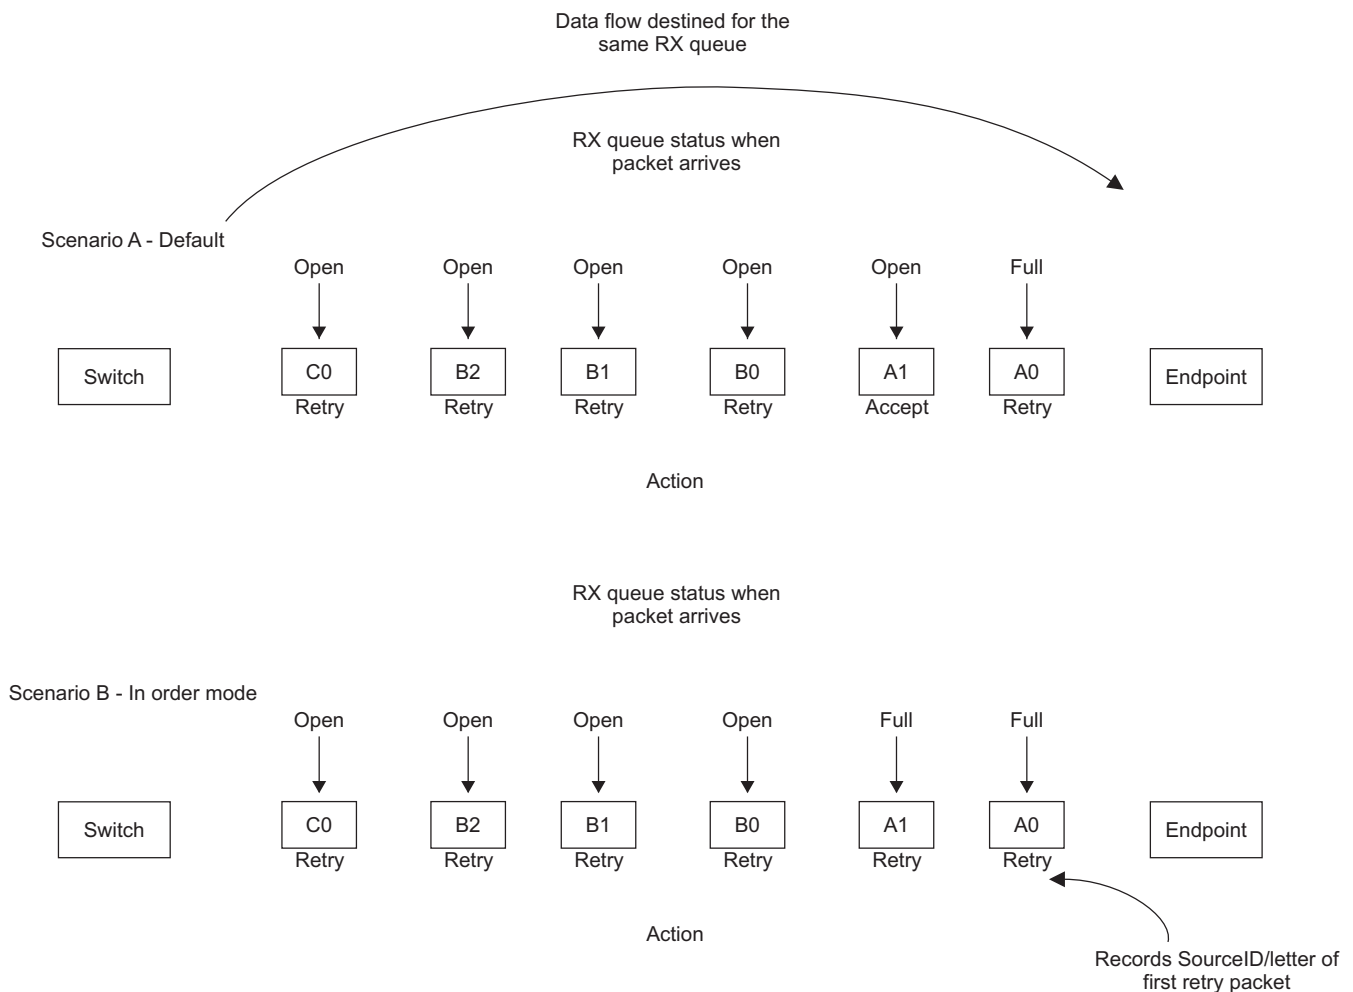 Data flow destined for the
same RX queue
RX queue status when
packet arrives
Scenario A - Default
Open Open Open Open Open Full
Switch C0 B2 B1 B0 A1 A0 Endpoint
Retry Retry Retry Retry Accept Retry
Action
RX queue status when
packet arrives
Scenario B - In order mode
Open Open Open Open Full Full
Switch C0 B2 B1 B0 A1 A0 Endpoint
Retry Retry Retry Retry Retry Retry
Action
Records SourceID/letter of
first retry packet